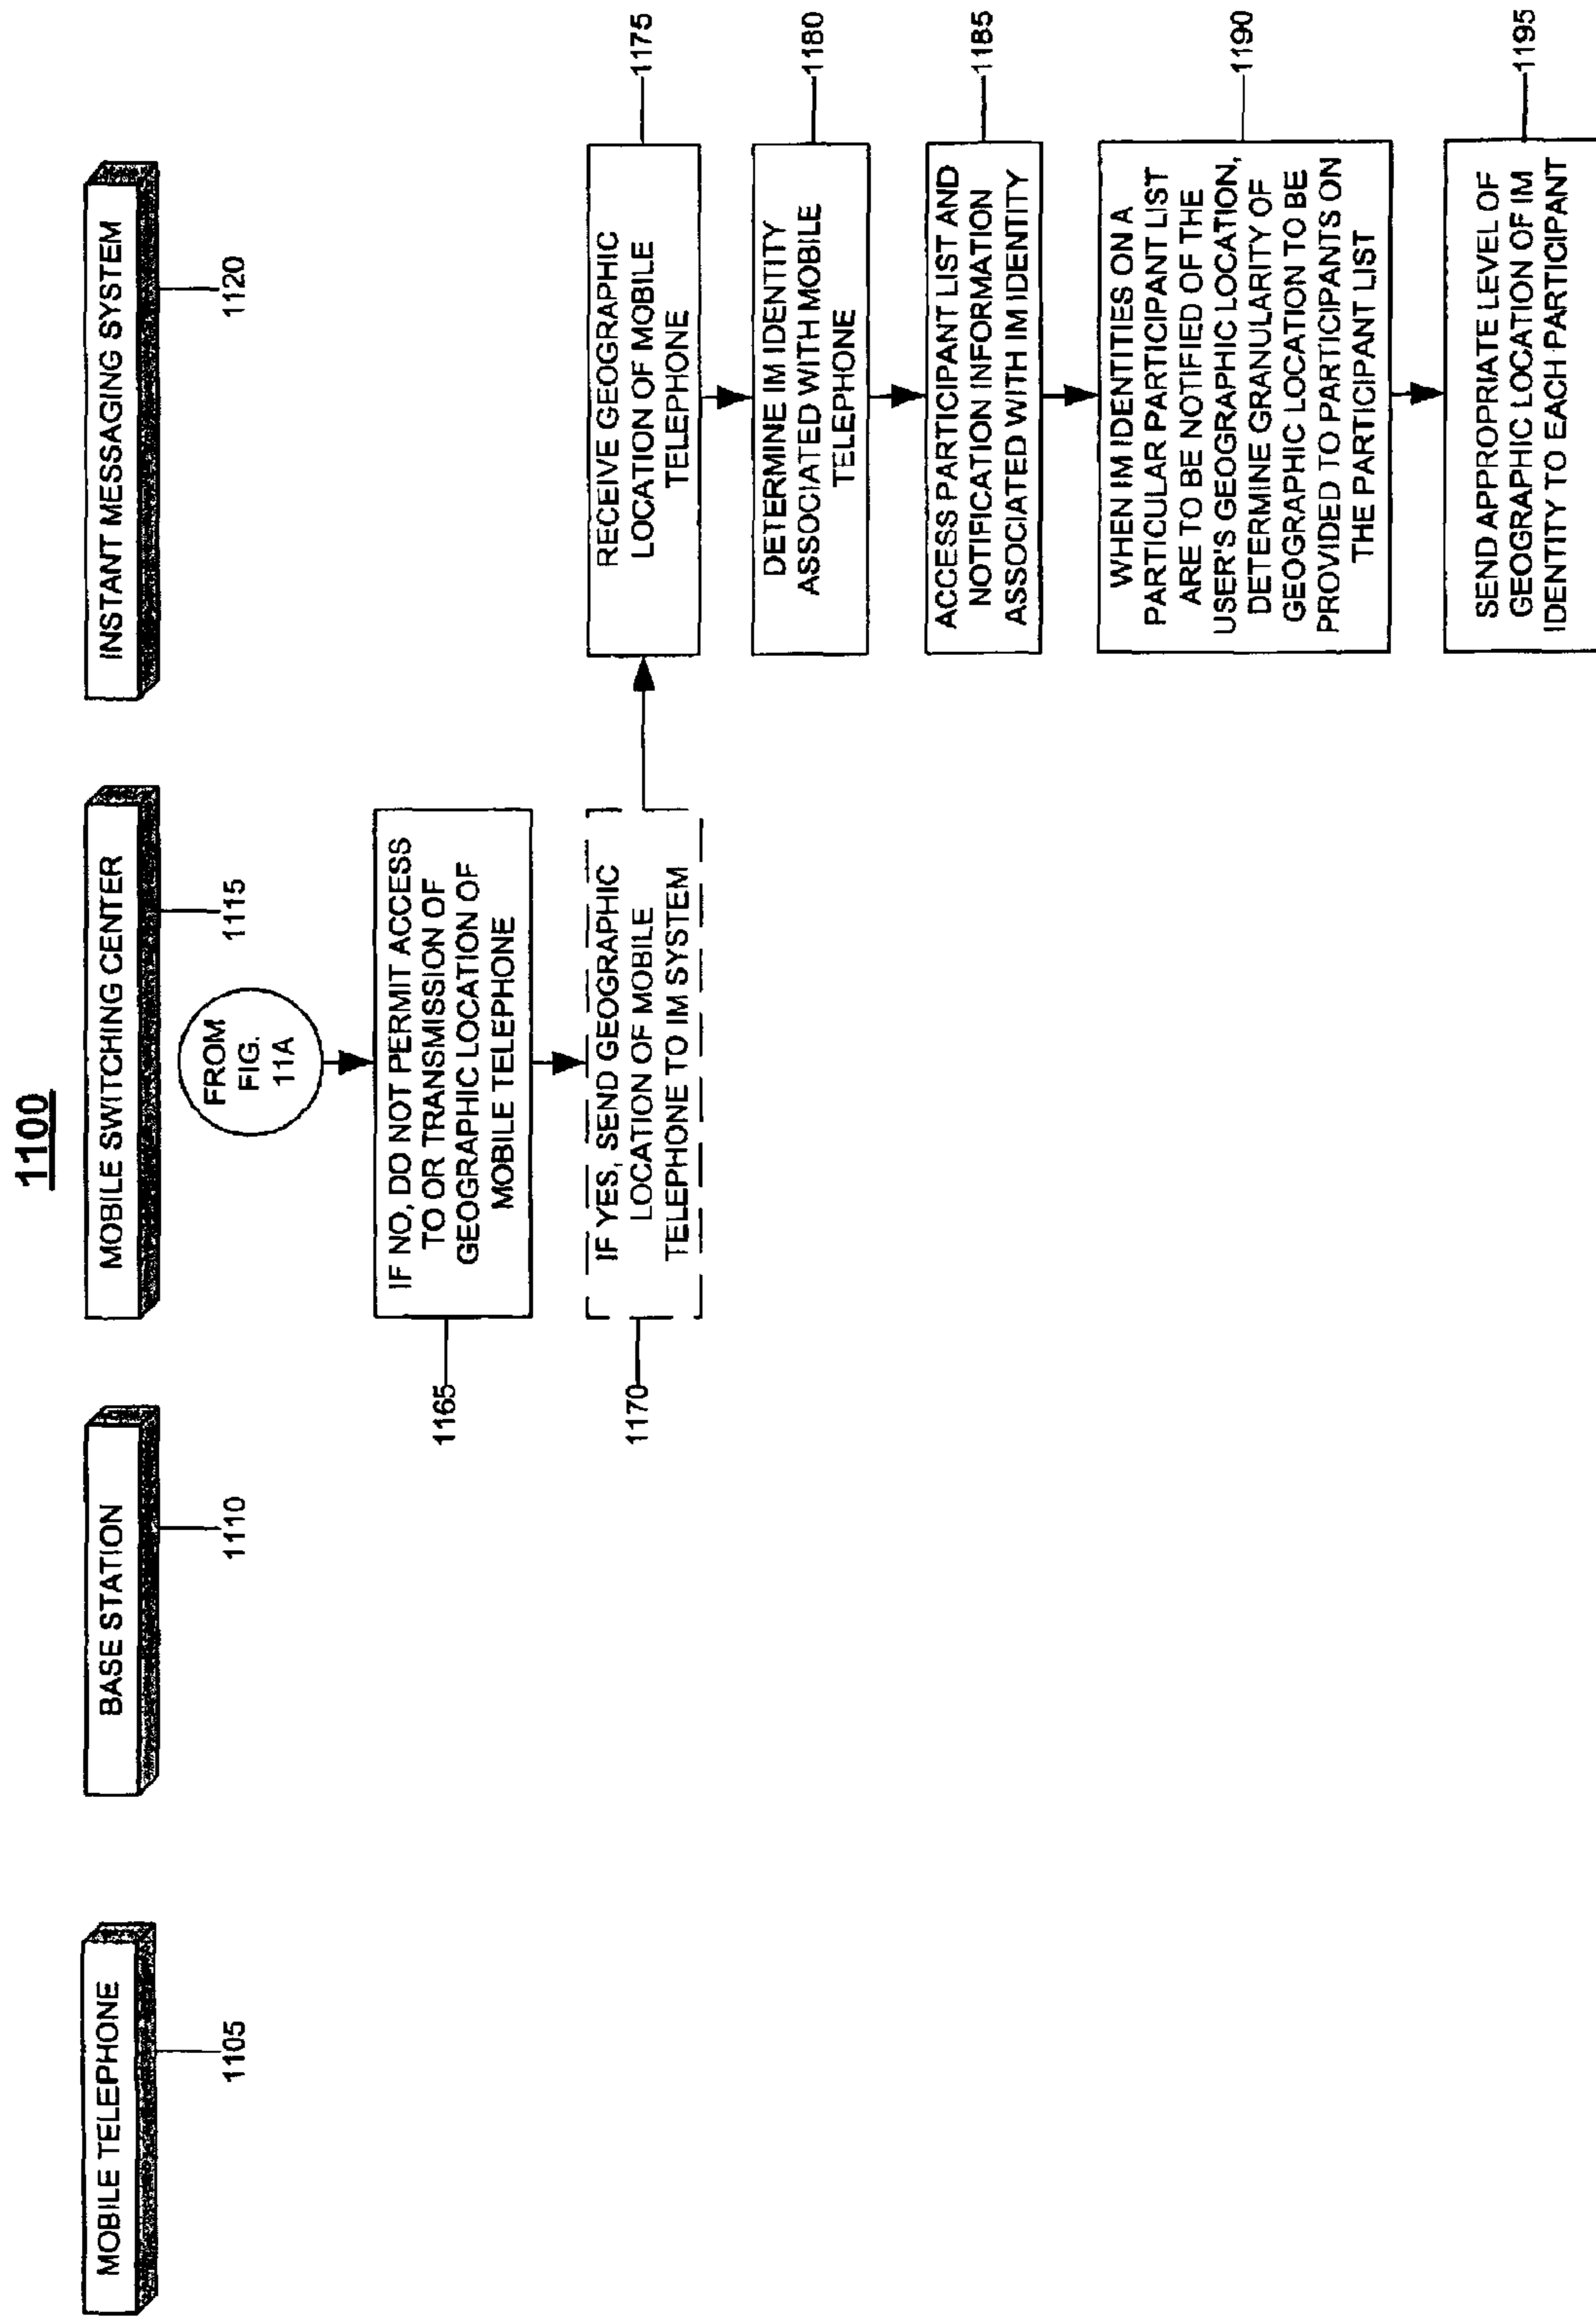 1100
MOBILE TELEPHONE
1105
BASE STATION
1110
MOBILE SWITCHING CENTER
1115
INSTANT MESSAGING SYSTEM
1120
FROM
FIG.
11A
IF NO, DO NOT PERMIT ACCESS
TO OR TRANSMISSION OF
GEOGRAPHIC LOCATION OF
MOBILE TELEPHONE
1165
IF YES, SEND GEOGRAPHIC
LOCATION OF MOBILE
TELEPHONE TO IM SYSTEM
1170
RECEIVE GEOGRAPHIC
LOCATION OF MOBILE
TELEPHONE
1175
DETERMINE IM IDENTITY
ASSOCIATED WITH MOBILE
TELEPHONE
1180
ACCESS PARTICIPANT LIST AND
NOTIFICATION INFORMATION
ASSOCIATED WITH IM IDENTITY
1185
WHEN IM IDENTITIES ON A
PARTICULAR PARTICIPANT LIST
ARE TO BE NOTIFIED OF THE
USER'S GEOGRAPHIC LOCATION,
DETERMINE GRANULARITY OF
GEOGRAPHIC LOCATION TO BE
PROVIDED TO PARTICIPANTS ON
THE PARTICIPANT LIST
1190
SEND APPROPRIATE LEVEL OF
GEOGRAPHIC LOCATION OF IM
IDENTITY TO EACH PARTICIPANT
1195